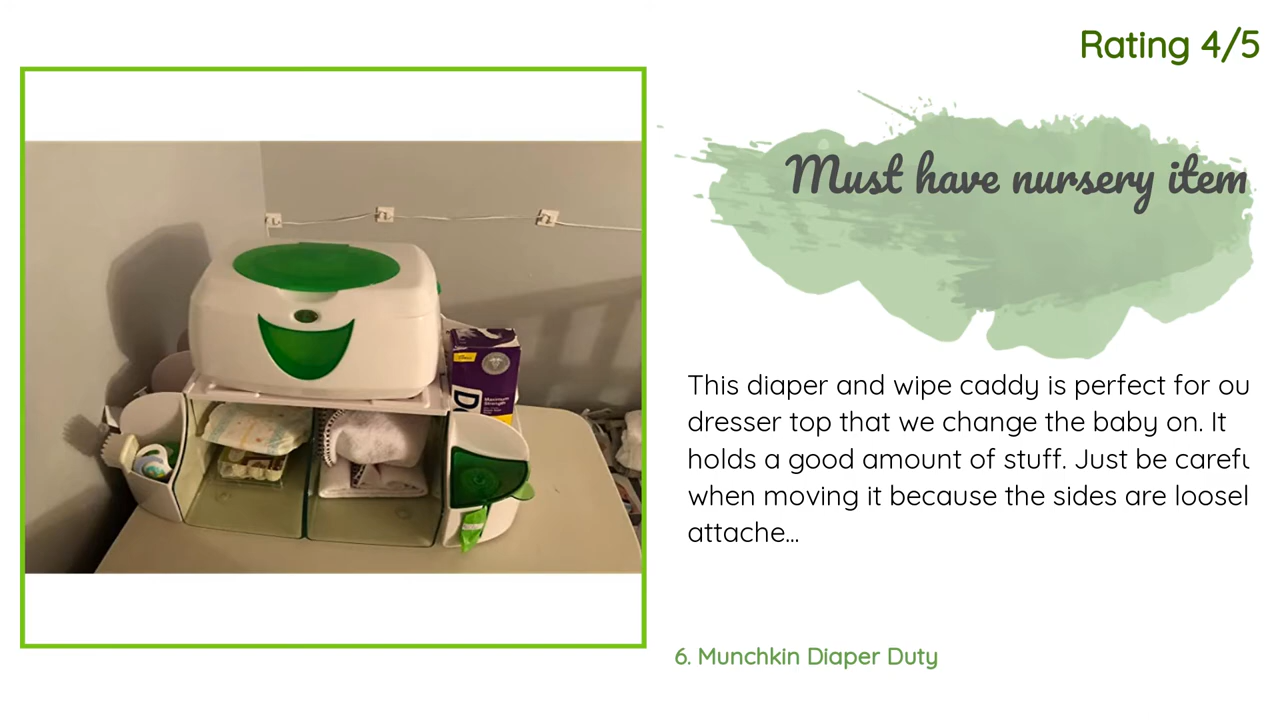 Rating 4/5
Must have nursery item
This diaper and wipe caddy is perfect for ou
dresser top that we change the baby on. It
holds a good amount of stuff. Just be carefu
when moving it because the sides are loosel
attache...
Maximum
Strength
6. Munchkin Diaper Duty